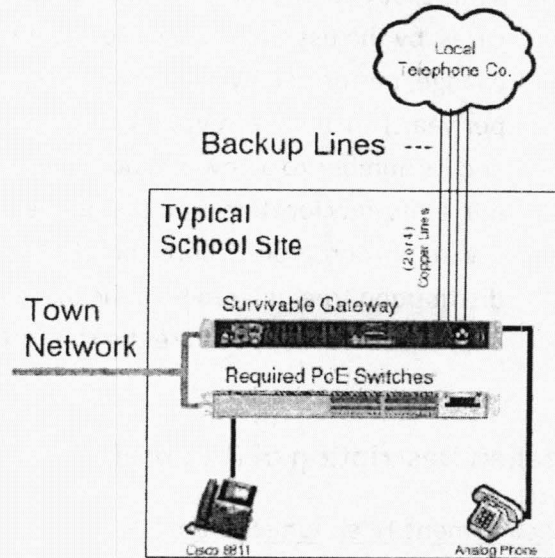 Local
Telephone Co.
Backup Lines
Typical
School Site
(2 or 4)
Copper Lines
Survivable Gateway
Town
Network
Required PoE Switches
Cisco 8811
Analog Phone